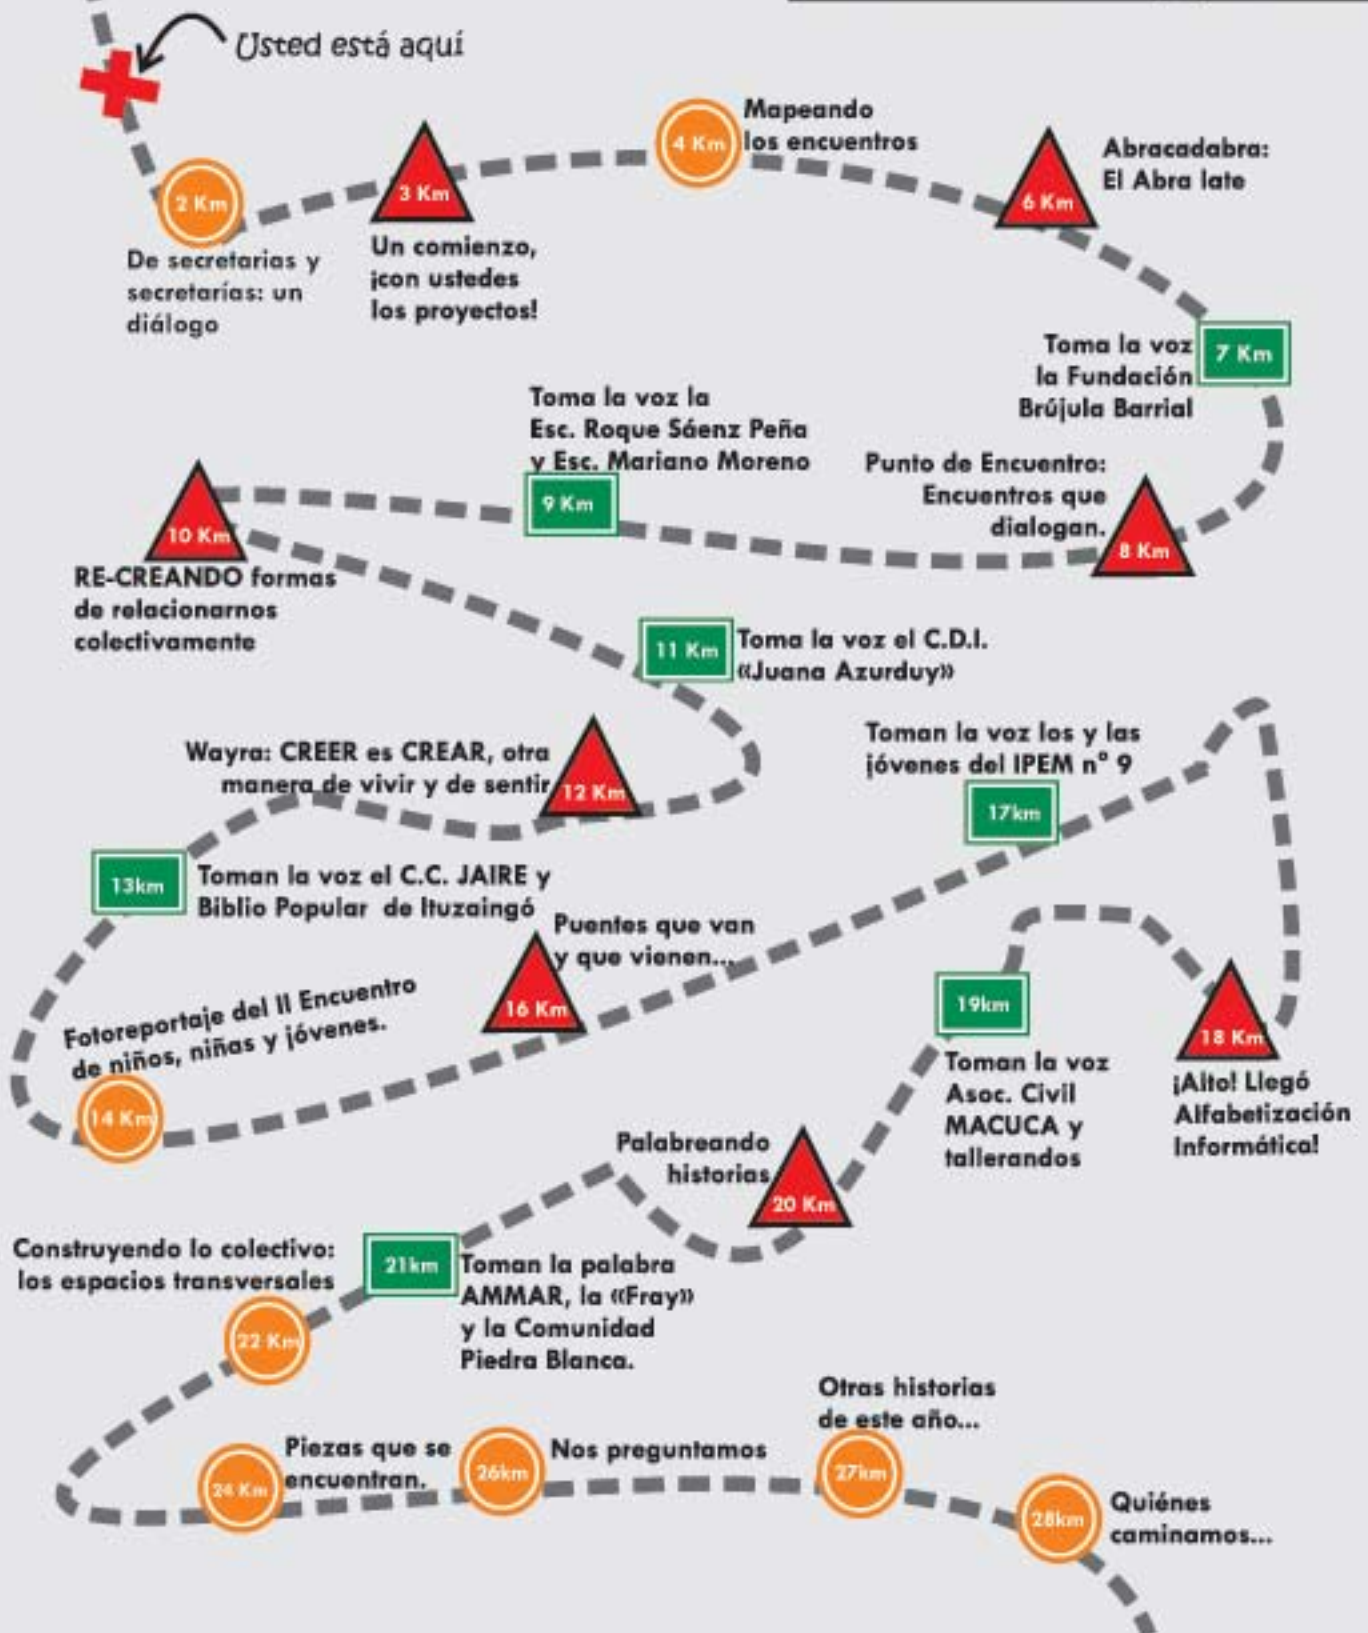 Usted está aquí
2 Km
De secretarias y
secretarías: un
diálogo
3 Km
Un comienzo,
¡con ustedes
los proyectos!
4 Km
Mapeando
los encuentros
6 Km
Abracadabra:
El Abra late
7 Km
Toma la voz
la Fundación
Brújula Barrial
8 Km
Punto de Encuentro:
Encuentros que
dialogan.
9 Km
Toma la voz la
Esc. Roque Sáenz Peña
y Esc. Mariano Moreno
10 Km
RE-CREANDO formas
de relacionarnos
colectivamente
11 Km
Toma la voz el C.D.I.
«Juana Azurduy»
12 Km
Wayra: CREER es CREAR, otra
manera de vivir y de sentir
13km
Toman la voz el C.C. JAIRE y
Biblio Popular de Ituzaingó
14 Km
Fotoreportaje del II Encuentro
de niños, niñas y jóvenes.
16 Km
Puentes que van
y que vienen...
17km
Toman la voz los y las
jóvenes del IPEM nº 9
18 Km
¡Alto! Llegó
Alfabetización
Informática!
19km
Toman la voz
Asoc. Civil
MACUCA y
tallerandos
20 Km
Palabreando
historias
21km
Toman la palabra
AMMAR, la «Fray»
y la Comunidad
Piedra Blanca.
22 Km
Construyendo lo colectivo:
los espacios transversales
24 Km
Piezas que se
encuentran.
26km
Nos preguntamos
27km
Otras historias
de este año...
28km
Quiénes
caminamos...